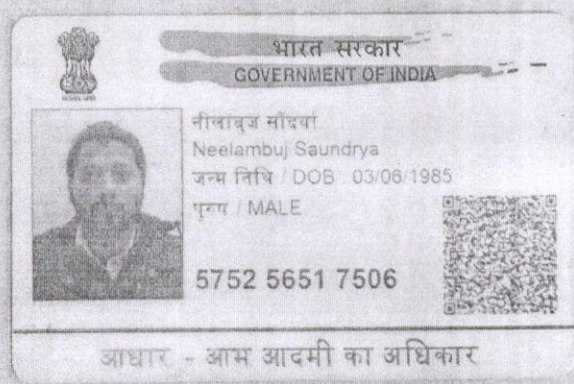 भारत सरकार
GOVERNMENT OF INDIA
नीलांबुज सौंदर्या
Neelambuj Saundrya
जन्म तिथि / DOB 03/06/1985
पुरुष / MALE
5752 5651 7506
आधार - आम आदमी का अधिकार